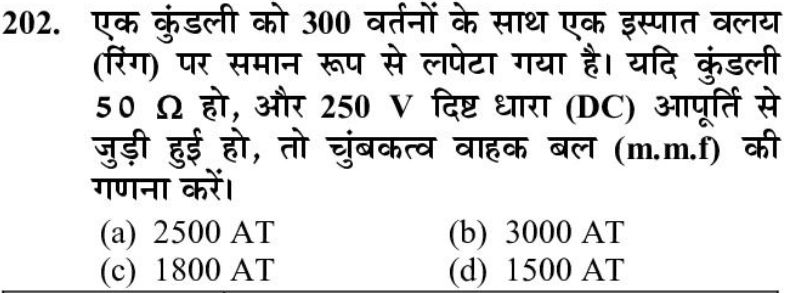 202. एक कुंडली को 300 वर्तनों के साथ एक इस्पात वलय
(रिंग) पर समान रूप से लपेटा गया है। यदि कुंडली
50 Ω हो, और 250 V दिष्ट धारा (DC) आपूर्ति से
जुड़ी हुई हो, तो चुंबकत्व वाहक बल (m.m.f) की
गणना करें।
(a) 2500 AT (b) 3000 AT
(c) 1800 AT (d) 1500 AT